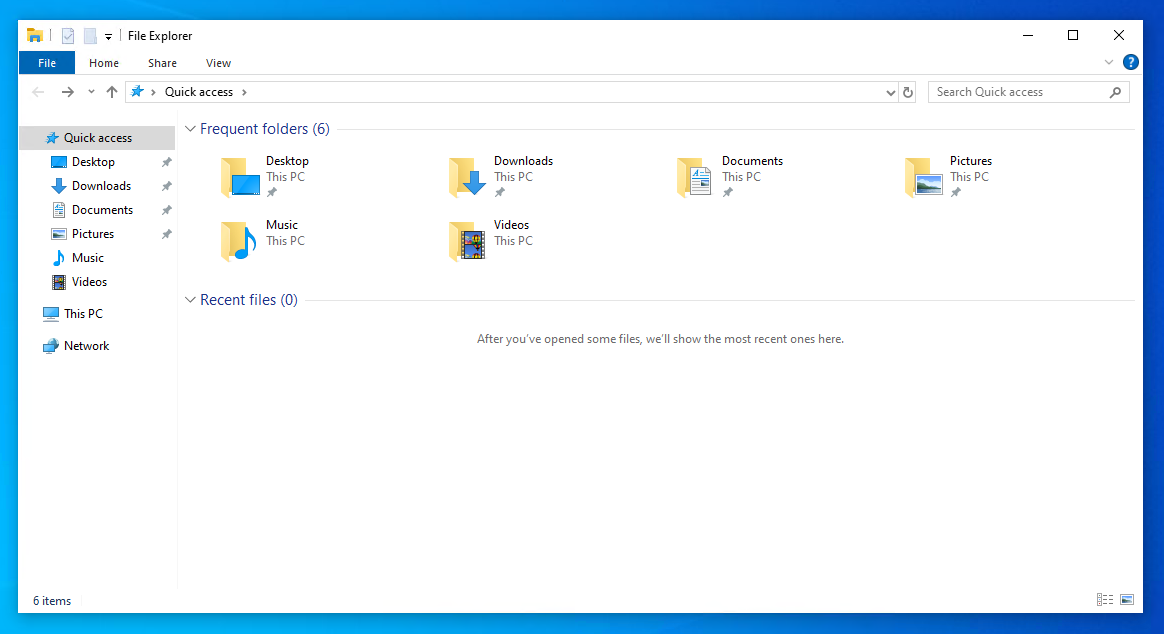 File Explorer
File Home Share View
?
Quick access
Search Quick access
Quick access
Desktop
Downloads
Documents
Pictures
Music
Videos
This PC
Network
Frequent folders (6)
Desktop
This PC
Downloads
This PC
Documents
This PC
Pictures
This PC
Music
This PC
Videos
This PC
Recent files (0)
After you've opened some files, we'll show the most recent ones here.
6 items